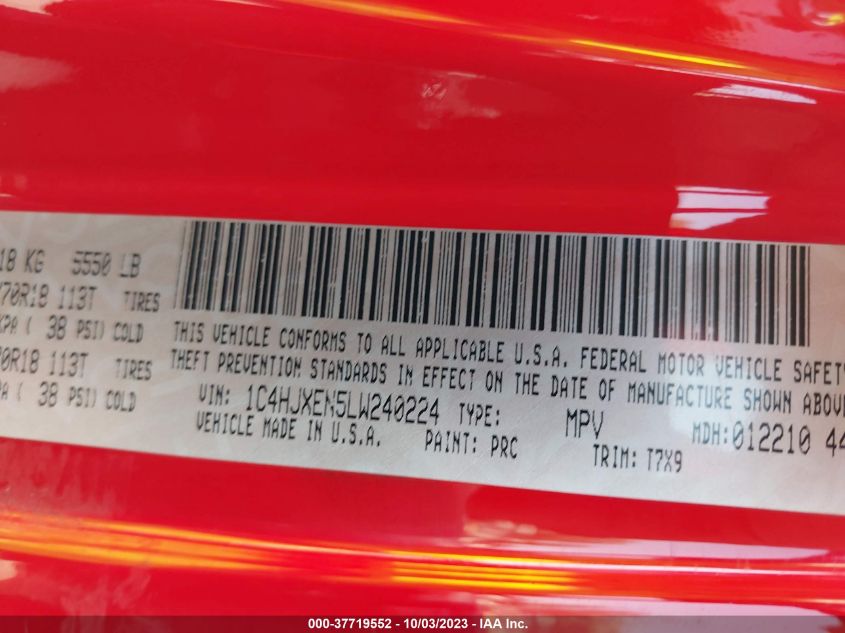 18 KG 5550 LB
70R18 113T TIRES
KPA ( 38 PSI) COLD
70R18 113T TIRES
PA ( 38 PSI) COLD
THIS VEHICLE CONFORMS TO ALL APPLICABLE U.S.A. FEDERAL MOTOR VEHICLE SAFETY
THEFT PREVENTION STANDARDS IN EFFECT ON THE DATE OF MANUFACTURE SHOWN ABOVE
VIN: 1C4HJXEN5LW240224 TYPE: MPV MDH:012210 44
VEHICLE MADE IN U.S.A. PAINT: PRC TRIM: T7X9
000-37719552 - 10/03/2023 - IAA Inc.